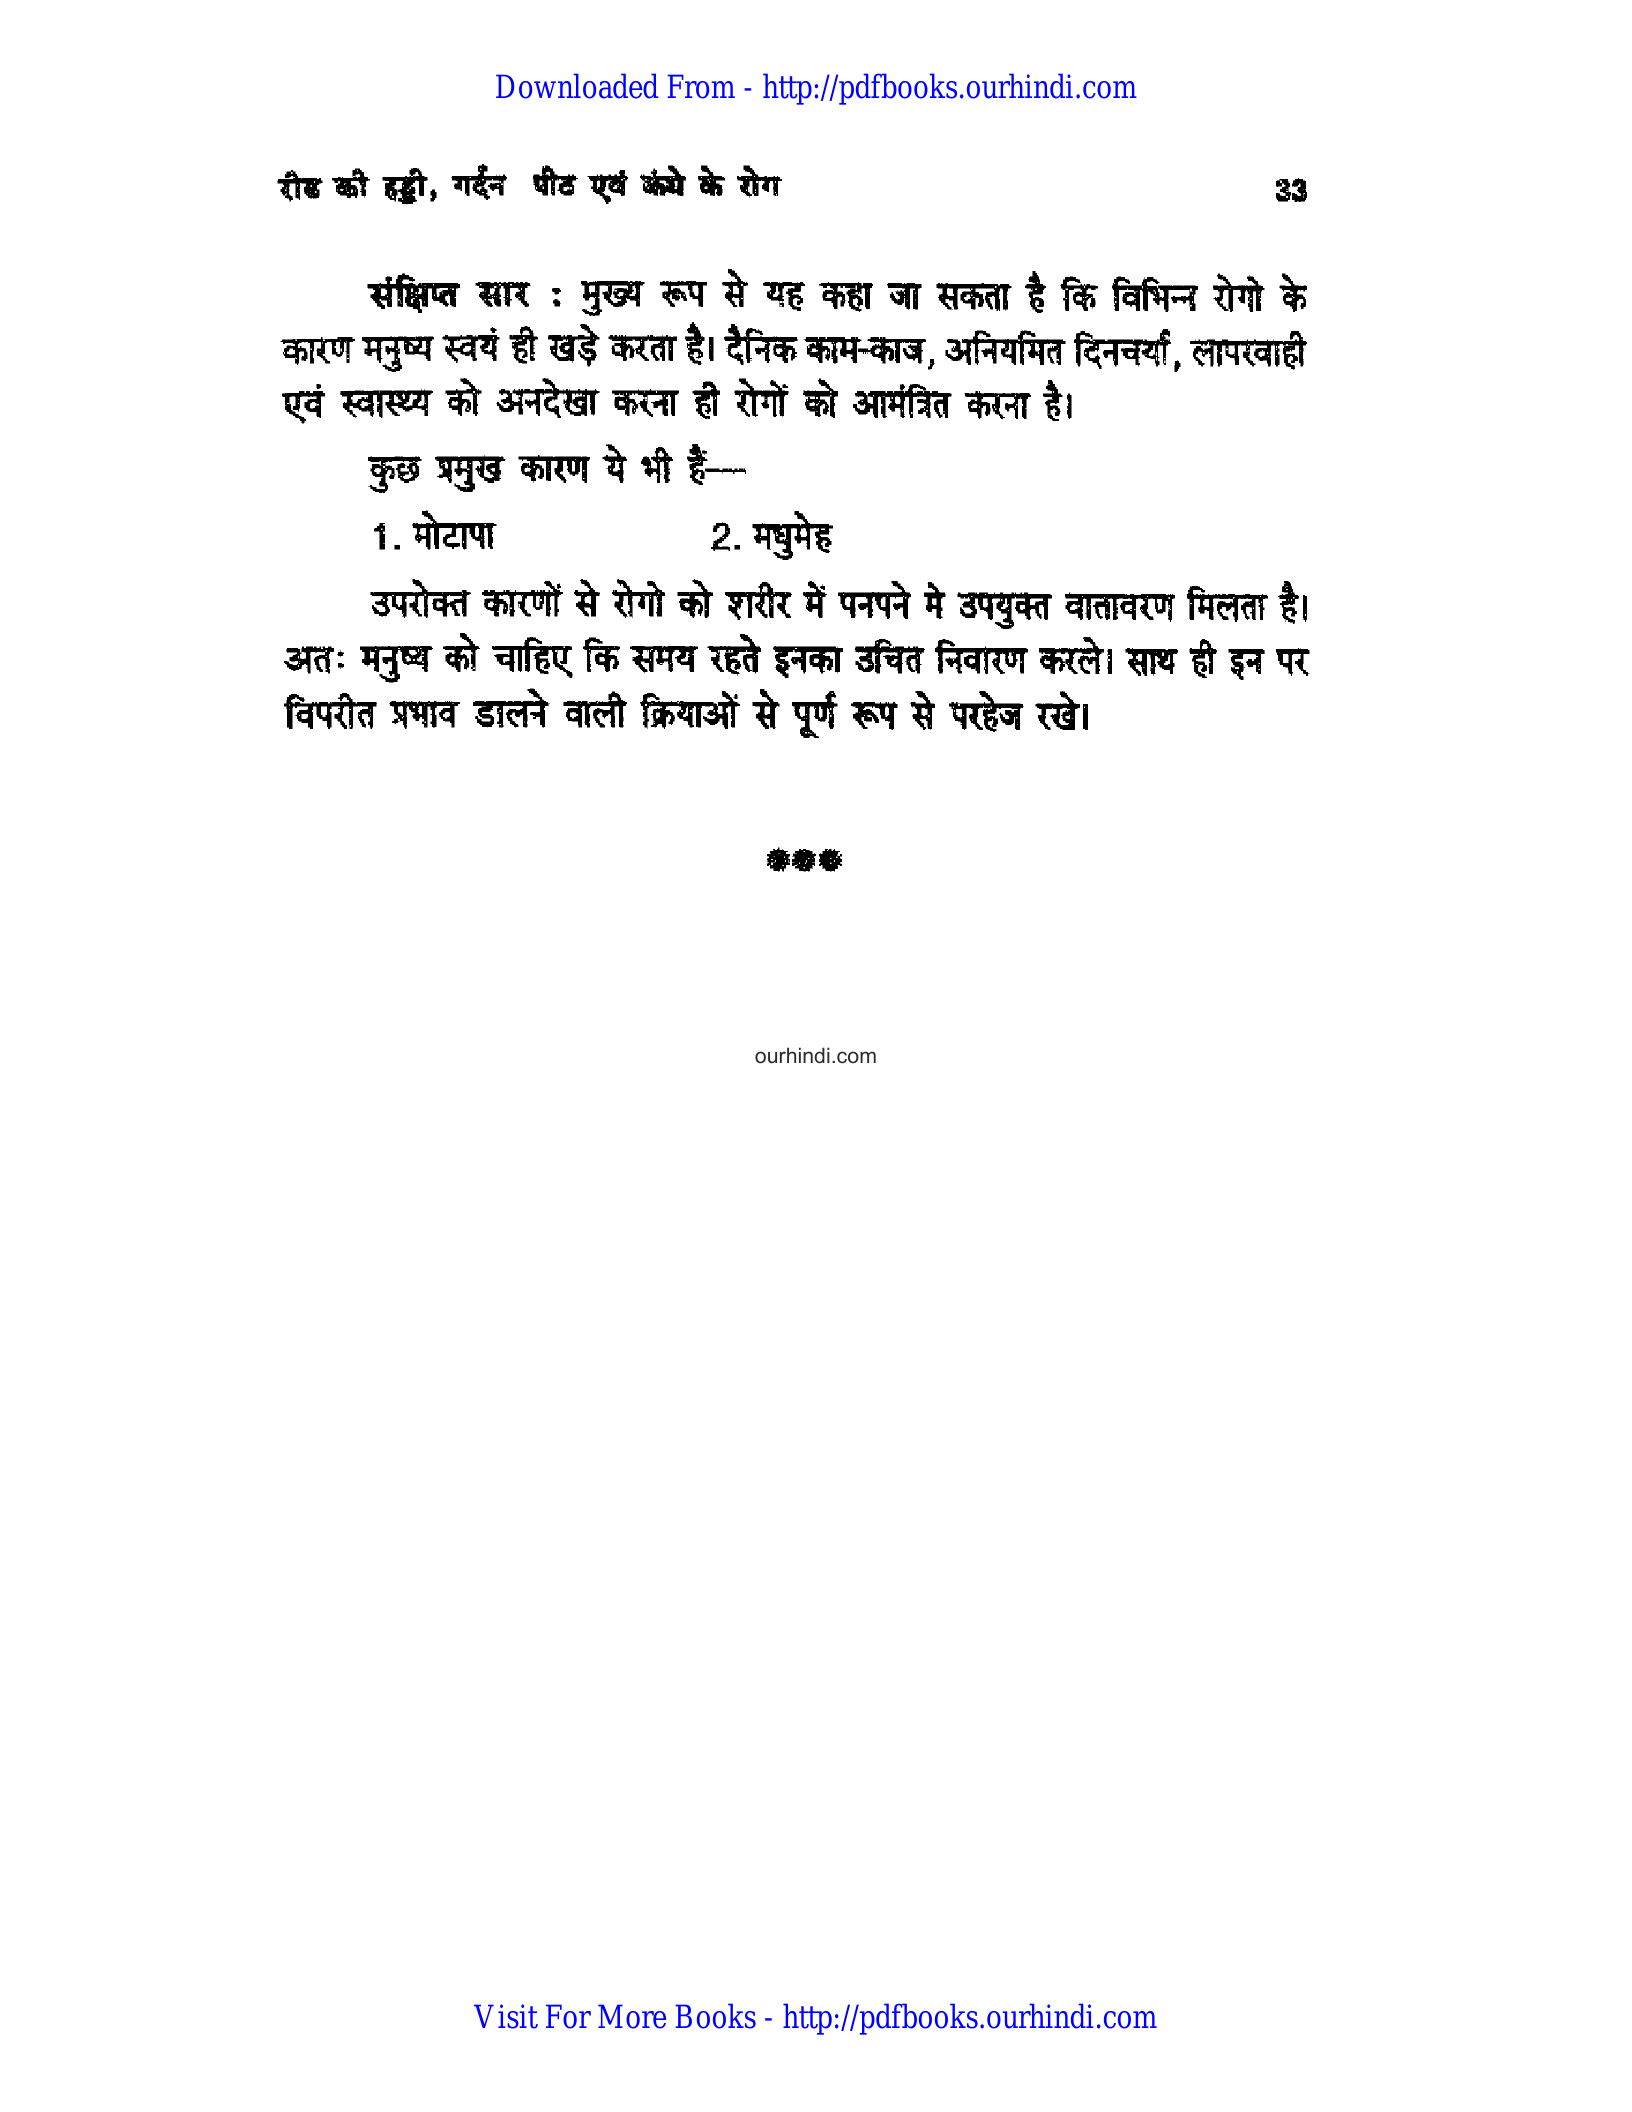 Downloaded From - http://pdfbooks.ourhindi.com
रीढ की हड्डी, गर्दन पीठ एवं कंधे के रोग 33
संक्षिप्त सार : मुख्य रूप से यह कहा जा सकता है कि विभिन्न रोगो के
कारण मनुष्य स्वयं ही खड़े करता है। दैनिक काम-काज, अनियमित दिनचर्या, लापरवाही
एवं स्वास्थ्य को अनदेखा करना ही रोगों को आमंत्रित करना है।
कुछ प्रमुख कारण ये भी हैं—
1. मोटापा 2. मधुमेह
उपरोक्त कारणों से रोगो को शरीर में पनपने मे उपयुक्त वातावरण मिलता है।
अतः मनुष्य को चाहिए कि समय रहते इनका उचित निवारण करले। साथ ही इन पर
विपरीत प्रभाव डालने वाली क्रियाओं से पूर्ण रूप से परहेज रखे।
ourhindi.com
Visit For More Books - http://pdfbooks.ourhindi.com